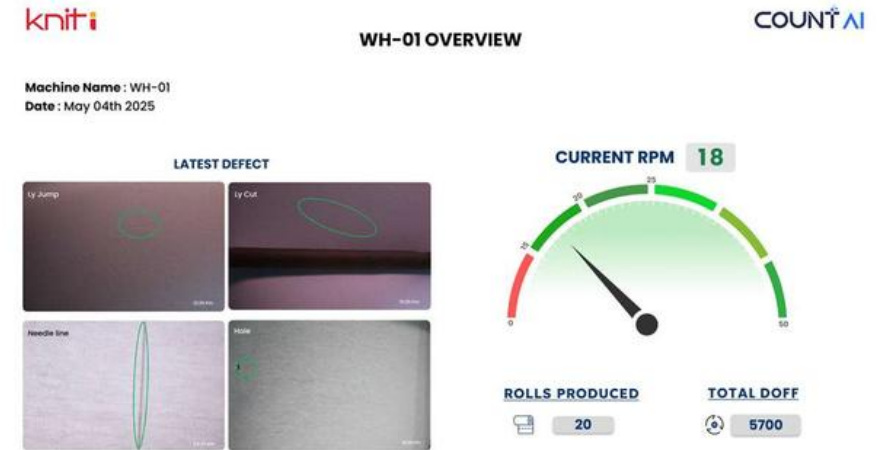 knit i
COUNT AI
WH-01 OVERVIEW
Machine Name : WH-01
Date : May 04th 2025
LATEST DEFECT
Ly Jump
Ly Cut
Needle line
Hole
CURRENT RPM 18
0
15
20
25
50
ROLLS PRODUCED
20
TOTAL DOFF
5700